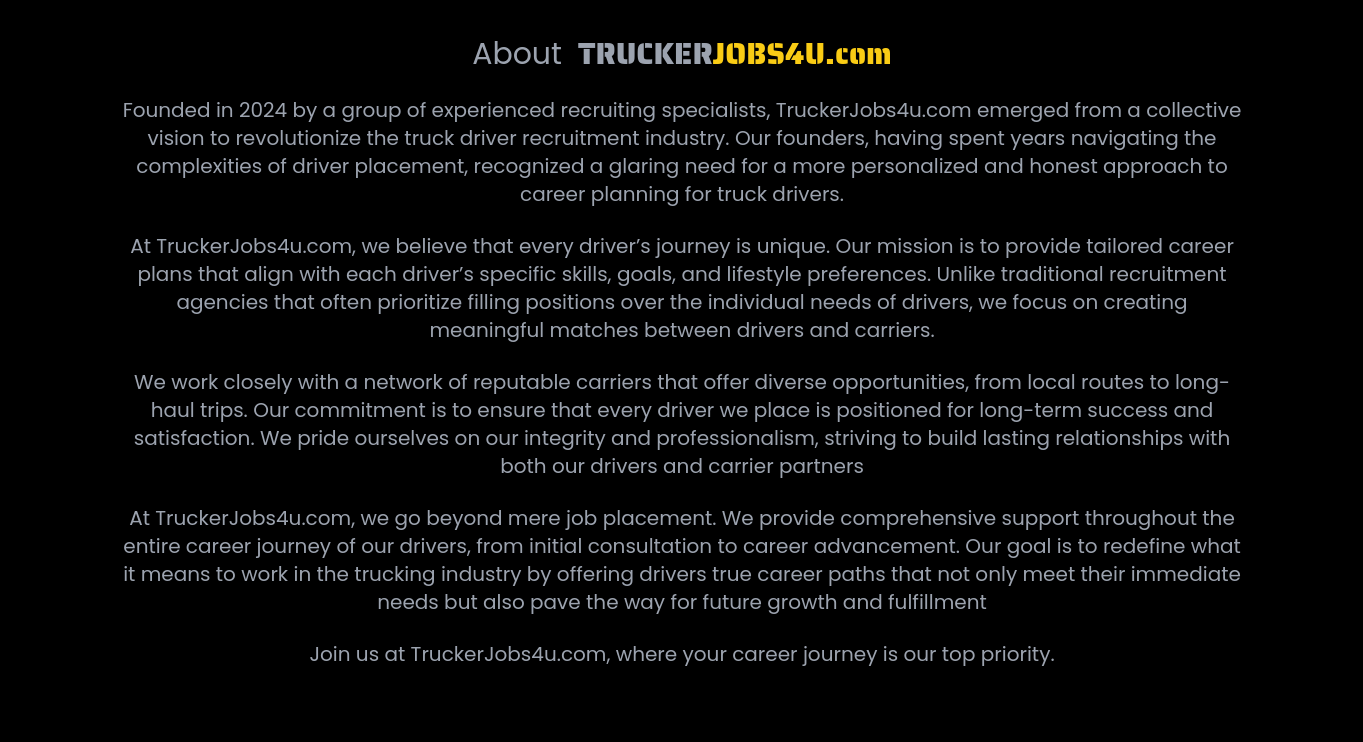 About TRUCKERJOBS4U.com
Founded in 2024 by a group of experienced recruiting specialists, TruckerJobs4u.com emerged from a collective
vision to revolutionize the truck driver recruitment industry. Our founders, having spent years navigating the
complexities of driver placement, recognized a glaring need for a more personalized and honest approach to
career planning for truck drivers.
At TruckerJobs4u.com, we believe that every driver’s journey is unique. Our mission is to provide tailored career
plans that align with each driver’s specific skills, goals, and lifestyle preferences. Unlike traditional recruitment
agencies that often prioritize filling positions over the individual needs of drivers, we focus on creating
meaningful matches between drivers and carriers.
We work closely with a network of reputable carriers that offer diverse opportunities, from local routes to long-
haul trips. Our commitment is to ensure that every driver we place is positioned for long-term success and
satisfaction. We pride ourselves on our integrity and professionalism, striving to build lasting relationships with
both our drivers and carrier partners
At TruckerJobs4u.com, we go beyond mere job placement. We provide comprehensive support throughout the
entire career journey of our drivers, from initial consultation to career advancement. Our goal is to redefine what
it means to work in the trucking industry by offering drivers true career paths that not only meet their immediate
needs but also pave the way for future growth and fulfillment
Join us at TruckerJobs4u.com, where your career journey is our top priority.